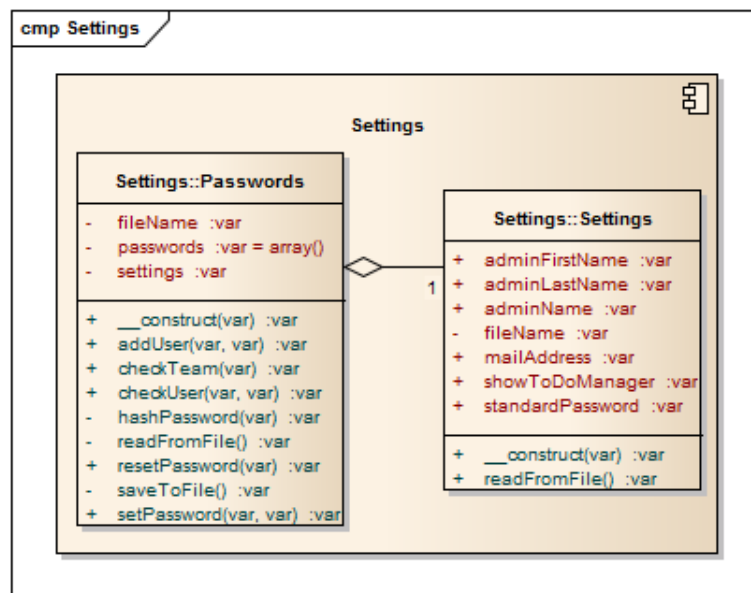 cmp Settings
Settings
Settings::Passwords
- fileName :var
- passwords :var = array()
- settings :var
+ __construct(var) :var
+ addUser(var, var) :var
+ checkTeam(var) :var
+ checkUser(var, var) :var
- hashPassword(var) :var
- readFromFile() :var
+ resetPassword(var) :var
- saveToFile() :var
+ setPassword(var, var) :var
1
Settings::Settings
+ adminFirstName :var
+ adminLastName :var
+ adminName :var
- fileName :var
+ mailAddress :var
+ showToDoManager :var
+ standardPassword :var
+ __construct(var) :var
+ readFromFile() :var